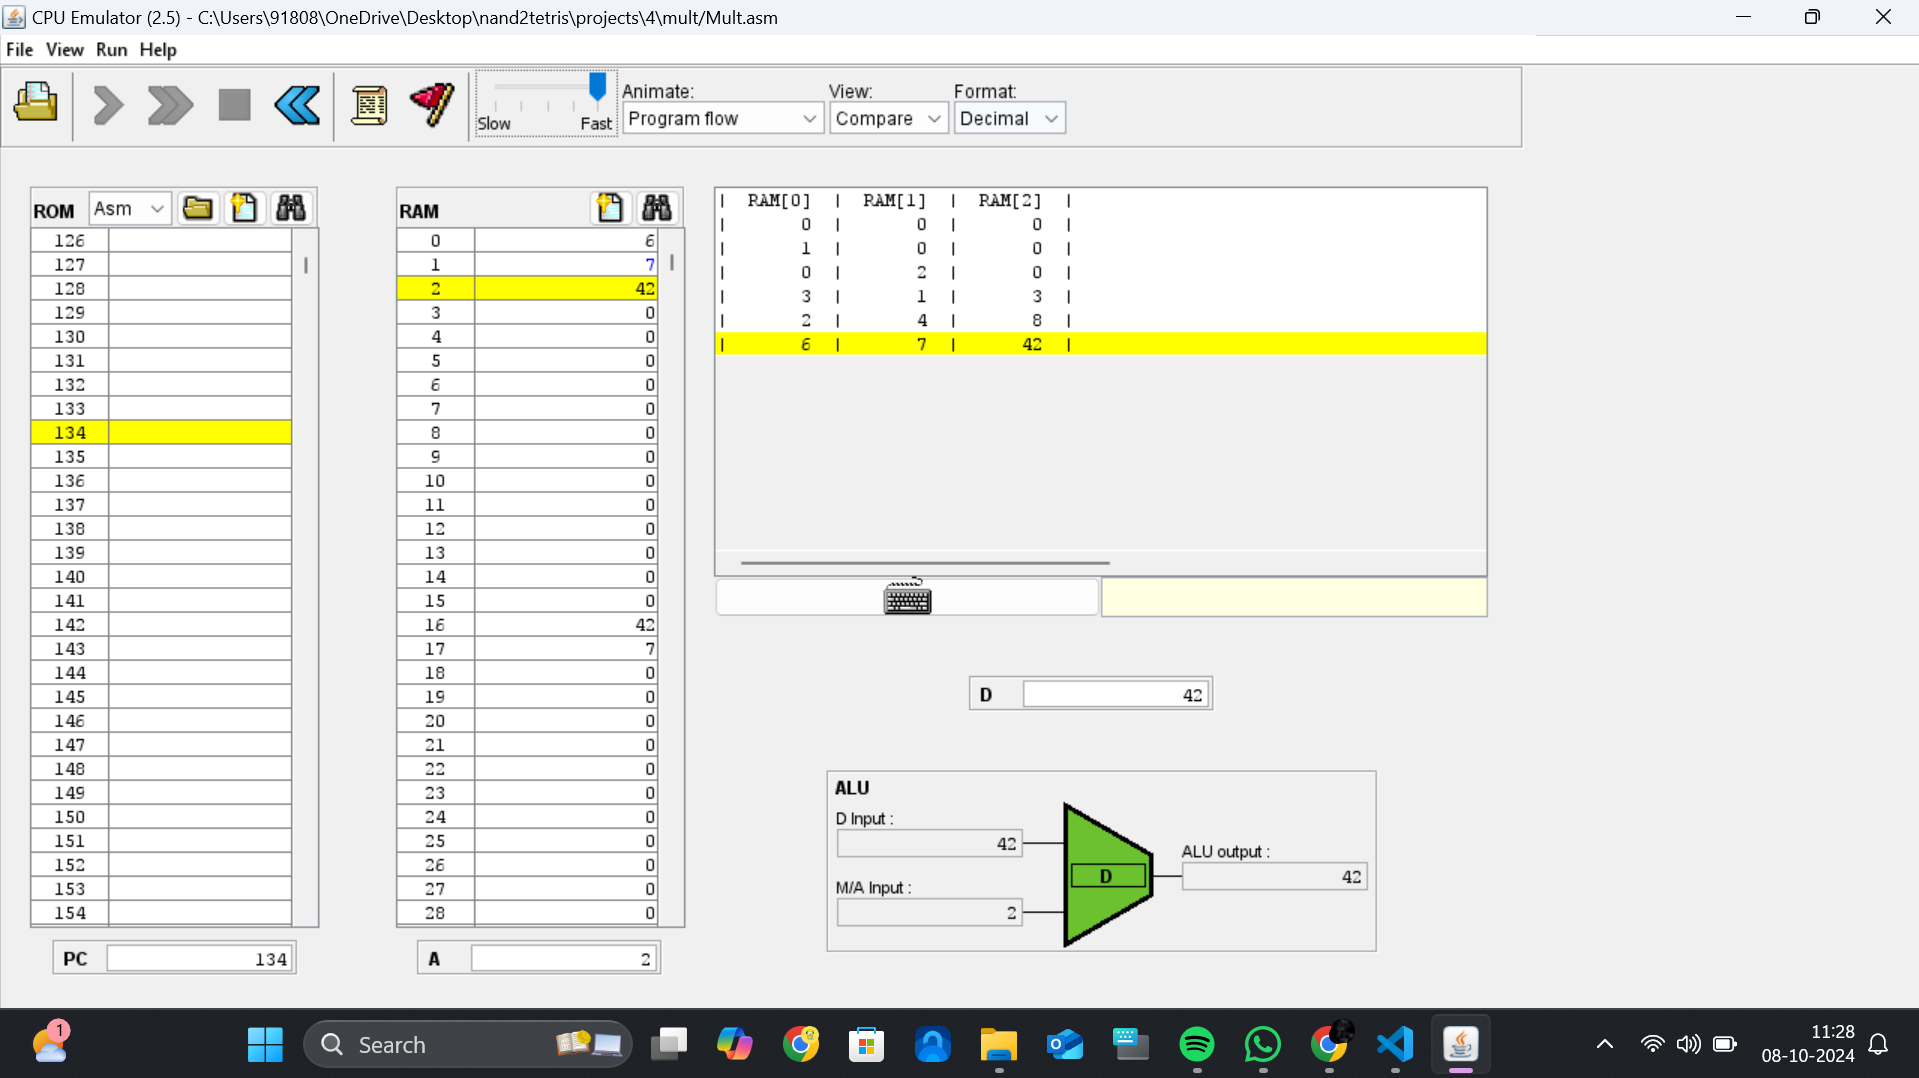 CPU Emulator (2.5) - C:\Users\91808\OneDrive\Desktop\nand2tetris\projects\4\mult/Mult.asm
File View Run Help
Slow Fast
Animate:
Program flow
View:
Compare
Format:
Decimal
ROM Asm
126
127
128
129
130
131
132
133
134
135
136
137
138
139
140
141
142
143
144
145
146
147
148
149
150
151
152
153
154
PC 134
RAM
0 6
1 7
2 42
3 0
4 0
5 0
6 0
7 0
8 0
9 0
10 0
11 0
12 0
13 0
14 0
15 0
16 42
17 7
18 0
19 0
20 0
21 0
22 0
23 0
24 0
25 0
26 0
27 0
28 0
A 2
| RAM[0] | RAM[1] | RAM[2] |
| 0 | 0 | 0 |
| 1 | 0 | 0 |
| 0 | 2 | 0 |
| 3 | 1 | 3 |
| 2 | 4 | 8 |
| 6 | 7 | 42 |
D 42
ALU
D Input :
42
M/A Input :
2
D
ALU output :
42
1
Search
11:28
08-10-2024